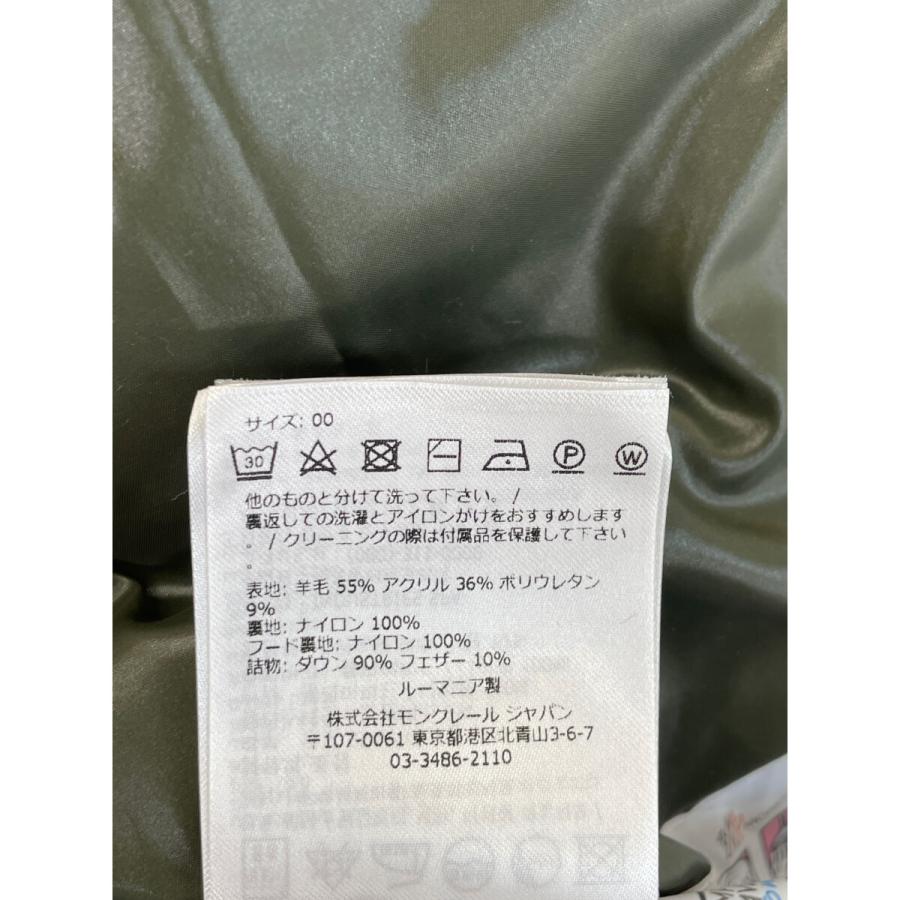 サイズ: 00
30 P W
他のものと分けて洗って下さい。/
裏返しての洗濯とアイロンがけをおすすめします
。/ クリーニングの際は付属品を保護して下さい
。
表地: 羊毛 55% アクリル 36% ポリウレタン
9%
裏地: ナイロン 100%
フード裏地: ナイロン 100%
詰物: ダウン 90% フェザー 10%
ルーマニア製
株式会社モンクレール ジャパン
〒107-0061 東京都港区北青山3-6-7
03-3486-2110